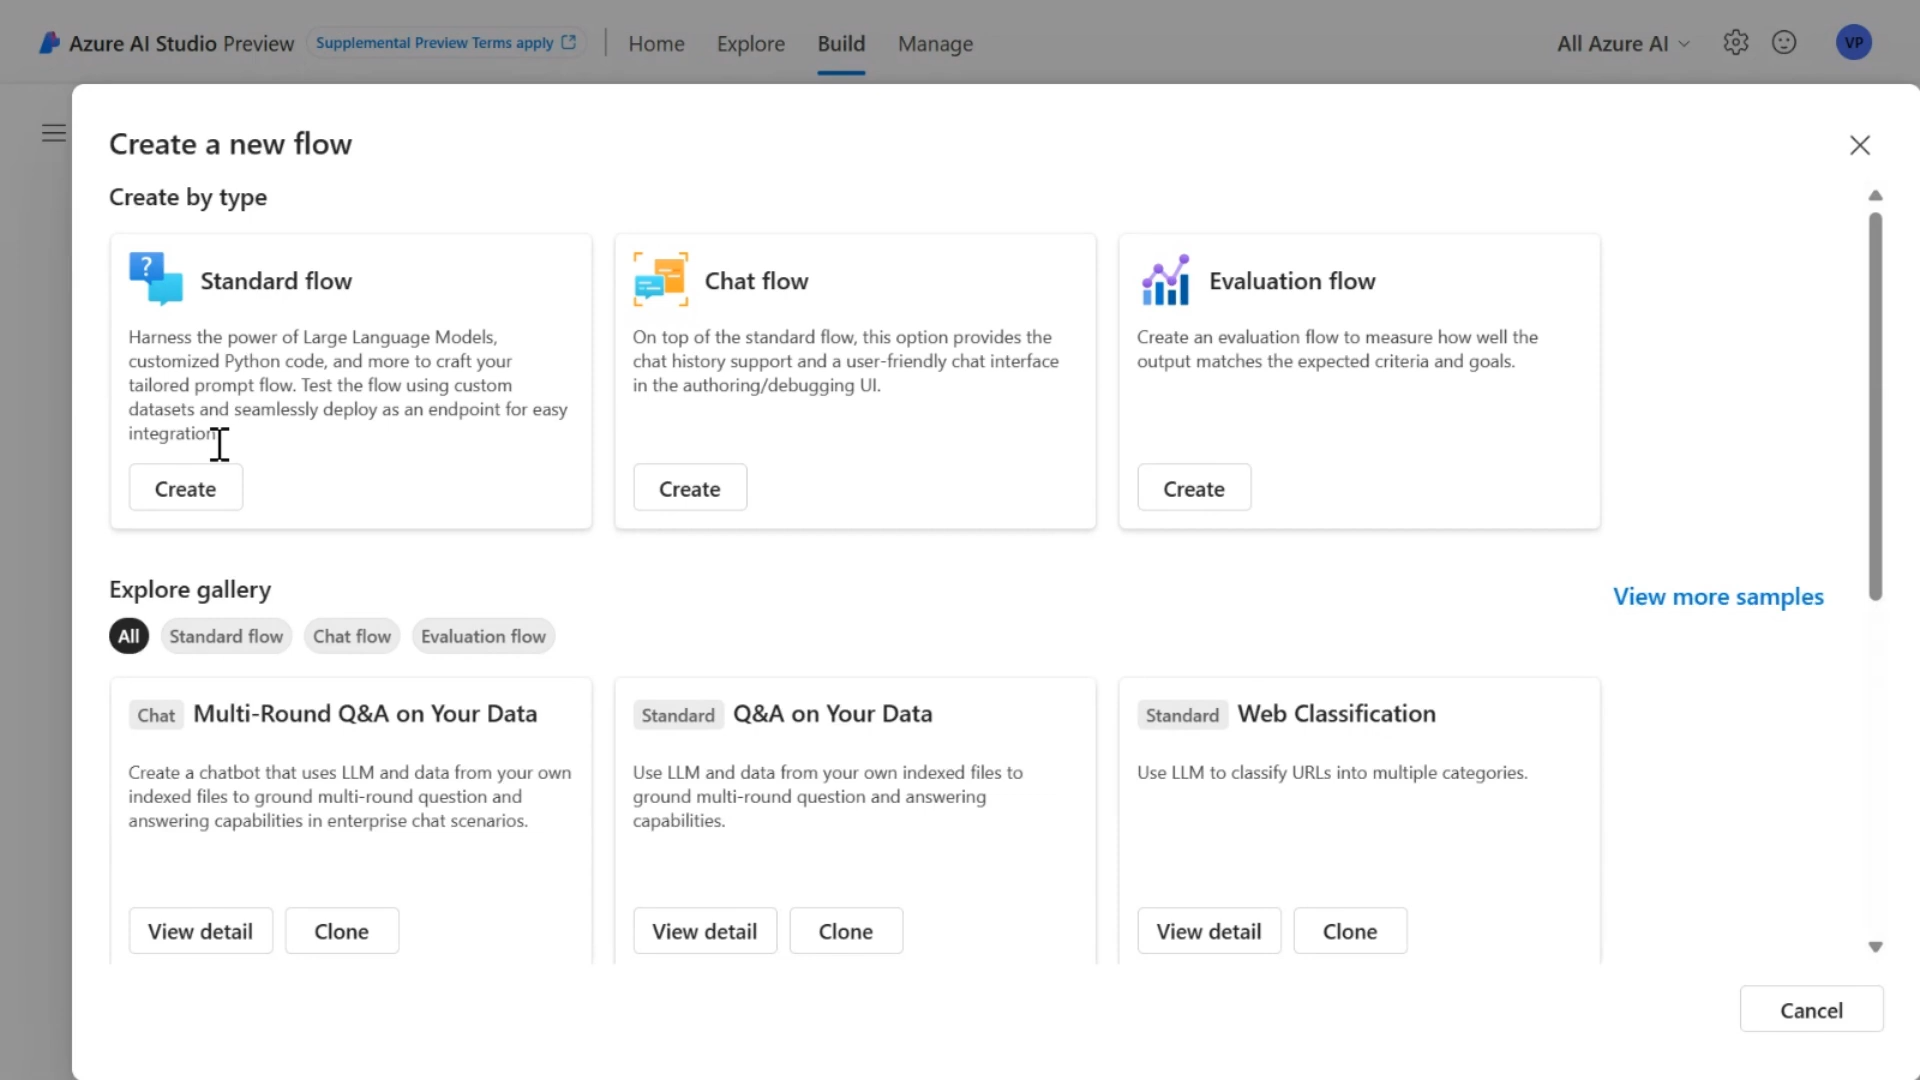 Azure AI Studio Preview
Supplemental Preview Terms apply
Home
Explore
Build
Manage
All Azure AI
VP
Create a new flow
Create by type
?
Standard flow
Harness the power of Large Language Models,
customized Python code, and more to craft your
tailored prompt flow. Test the flow using custom
datasets and seamlessly deploy as an endpoint for easy
integration
Create
Chat flow
On top of the standard flow, this option provides the
chat history support and a user-friendly chat interface
in the authoring/debugging UI.
Create
Evaluation flow
Create an evaluation flow to measure how well the
output matches the expected criteria and goals.
Create
Explore gallery
View more samples
All
Standard flow
Chat flow
Evaluation flow
Chat
Multi-Round Q&A on Your Data
Create a chatbot that uses LLM and data from your own
indexed files to ground multi-round question and
answering capabilities in enterprise chat scenarios.
View detail
Clone
Standard
Q&A on Your Data
Use LLM and data from your own indexed files to
ground multi-round question and answering
capabilities.
View detail
Clone
Standard
Web Classification
Use LLM to classify URLs into multiple categories.
View detail
Clone
Cancel